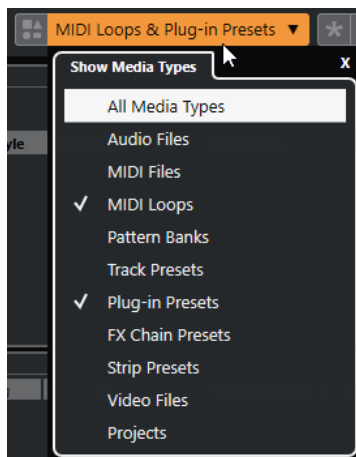 MIDI Loops & Plug-in Presets
Show Media Types
X
All Media Types
yle
Audio Files
MIDI Files
MIDI Loops
Pattern Banks
Track Presets
Plug-in Presets
FX Chain Presets
Strip Presets
Video Files
Projects